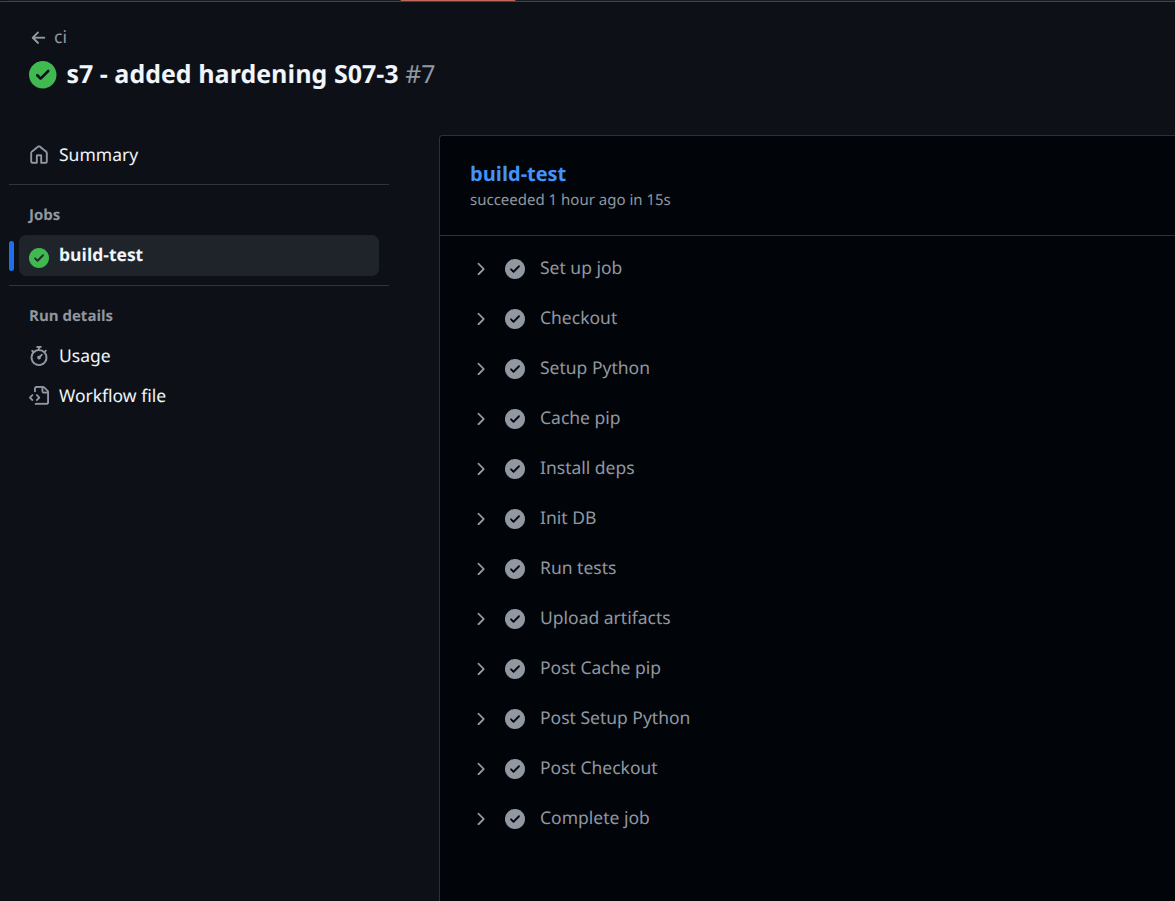 ci
s7 - added hardening S07-3 #7
Summary
Jobs
build-test
Run details
Usage
Workflow file
build-test
succeeded 1 hour ago in 15s
Set up job
Checkout
Setup Python
Cache pip
Install deps
Init DB
Run tests
Upload artifacts
Post Cache pip
Post Setup Python
Post Checkout
Complete job